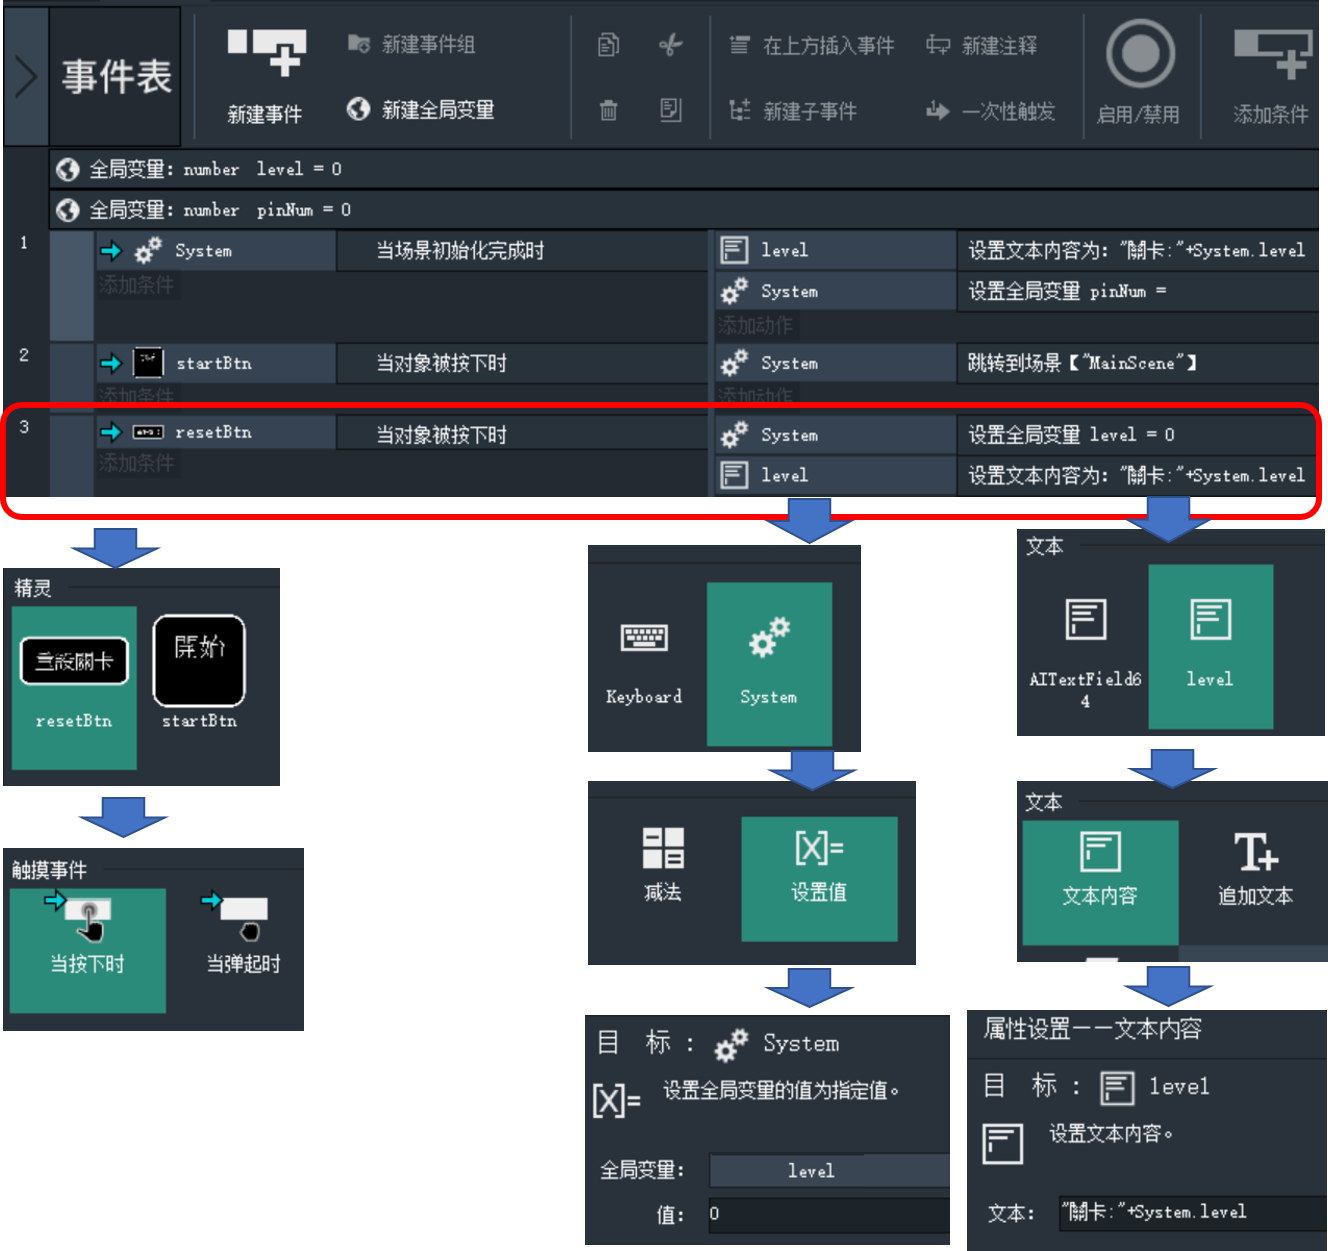 事件表
新建事件
新建事件组
新建全局变量
在上方插入事件
新建子事件
新建注释
一次性触发
启用/禁用
添加条件
全局变量: number level = 0
全局变量: number pinNum = 0
1
System
当场景初始化完成时
level
设置文本内容为: "關卡:"+System.level
添加条件
System
设置全局变量 pinNum =
添加动作
2
startBtn
当对象被按下时
System
跳转到场景【"MainScene"】
添加条件
添加动作
3
resetBtn
当对象被按下时
System
设置全局变量 level = 0
添加条件
level
设置文本内容为: "關卡:"+System.level
精灵
重設關卡
resetBtn
開始
startBtn
触摸事件
当按下时
当弹起时
Keyboard
System
减法
[X]=
设置值
目 标: System
[X]=
设置全局变量的值为指定值。
全局变量: level
值: 0
文本
AITextField6
4
level
文本
文本内容
T+
追加文本
属性设置——文本内容
目 标: level
设置文本内容。
文本: "關卡:"+System.level